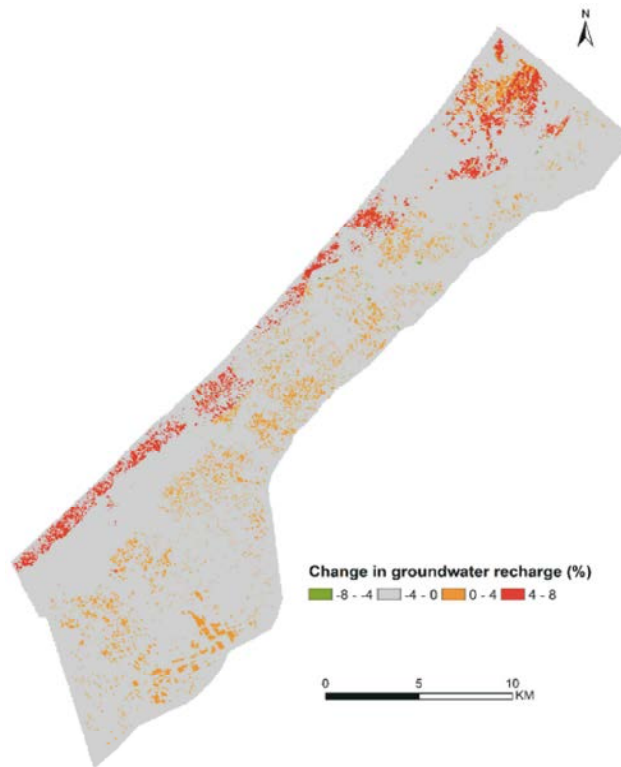 N
Change in groundwater recharge (%)
-8 - -4 -4 - 0 0 - 4 4 - 8
0 5 10
KM